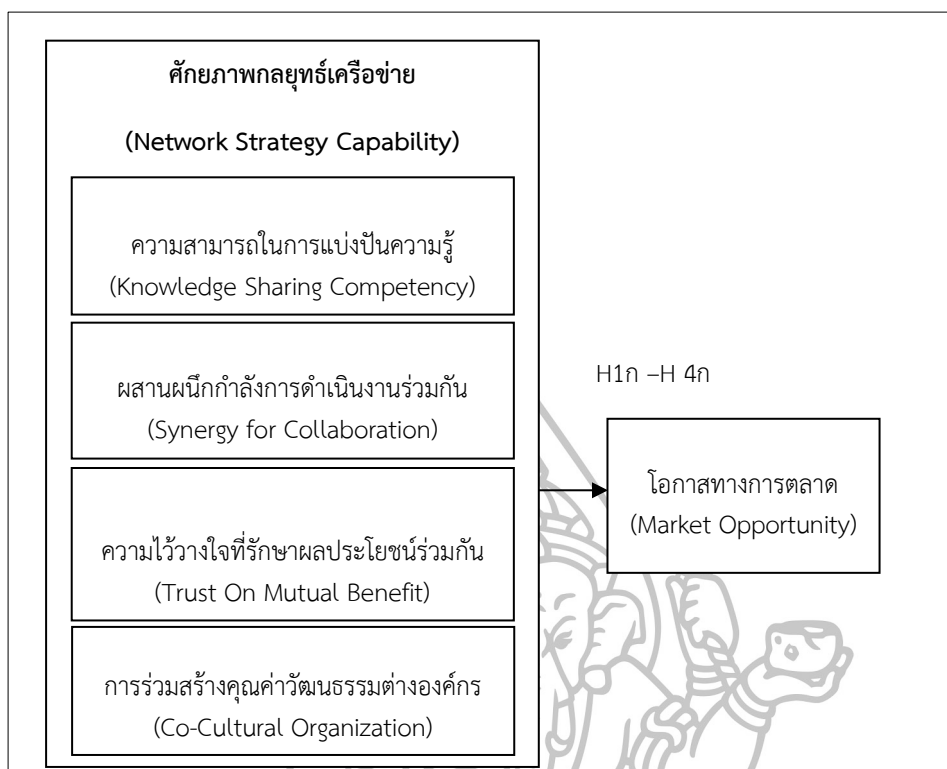 ศักยภาพกลยุทธ์เครือข่าย
(Network Strategy Capability)
ความสามารถในการแบ่งปันความรู้
(Knowledge Sharing Competency)
ผสานผนึกกำลังการดำเนินงานร่วมกัน
(Synergy for Collaboration)
ความไว้วางใจที่รักษาผลประโยชน์ร่วมกัน
(Trust On Mutual Benefit)
การร่วมสร้างคุณค่าวัฒนธรรมต่างองค์กร
(Co-Cultural Organization)
H1ก –H 4ก
โอกาสทางการตลาด
(Market Opportunity)